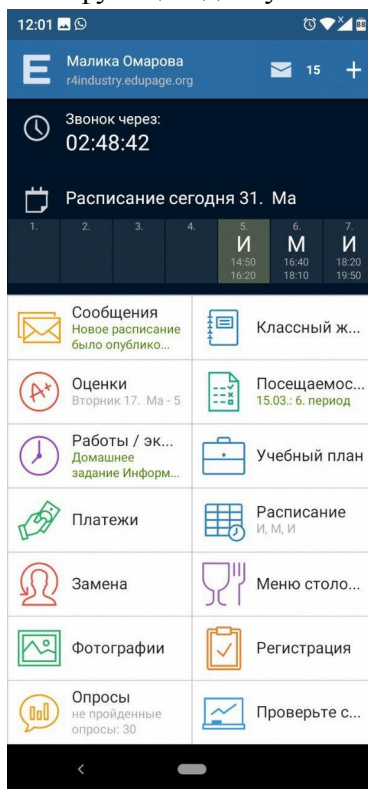 12:01
88
E
Малика Омарова
r4industry.edupage.org
15
Звонок через:
02:48:42
Расписание сегодня 31. Ма
1. 2. 3. 4. 5. 6. 7.
И М И
14:50 16:40 18:20
16:20 18:10 19:50
Сообщения
Новое расписание
было опублико...
Классный ж...
A+
Оценки
Вторник 17. Ма - 5
Посещаемос...
15.03.: 6. период
Работы / эк...
Домашнее
задание Информ...
Учебный план
Платежи
Расписание
И, М, И
Замена
Меню столо...
Фотографии
Регистрация
Опросы
не пройденные
опросы: 30
Проверьте с...